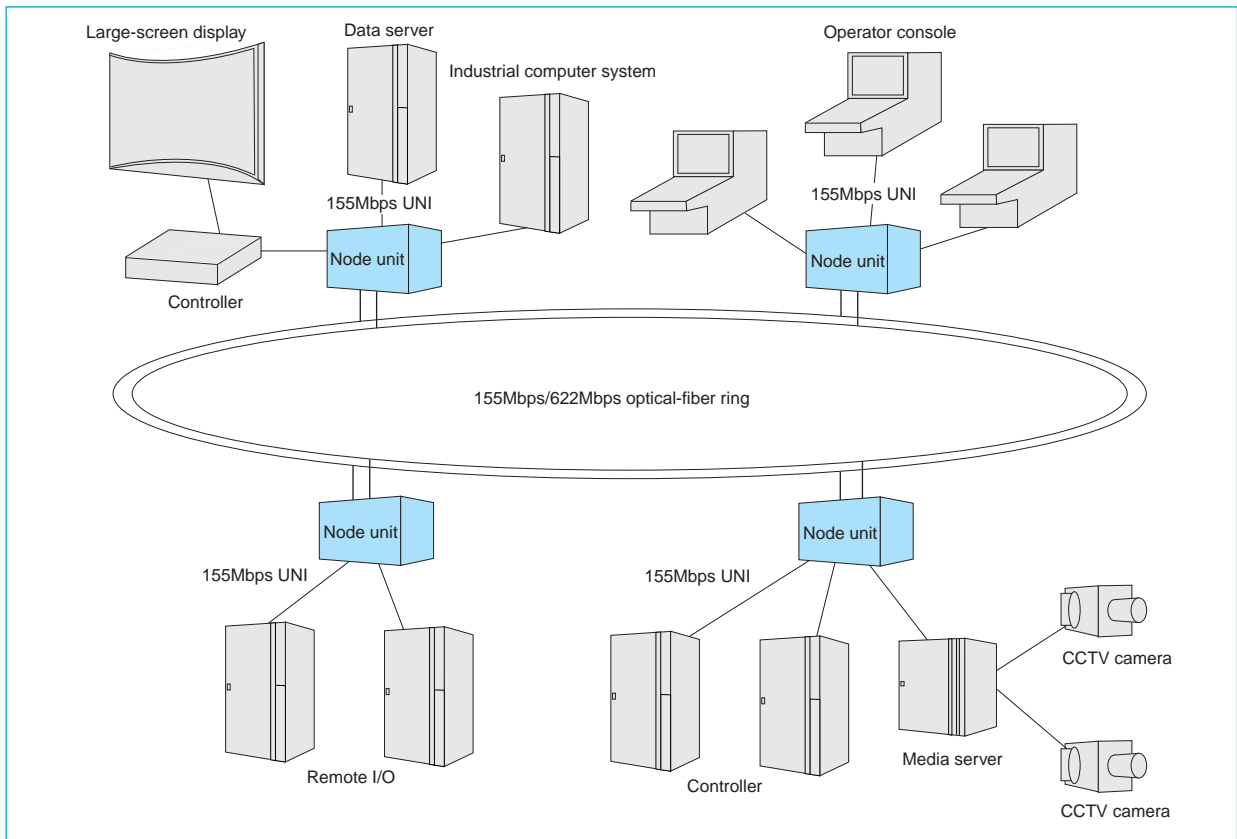 Large-screen display
Data server
Operator console
Industrial computer system
155Mbps UNI
155Mbps UNI
Node unit
Node unit
Controller
155Mbps/622Mbps optical-fiber ring
Node unit
Node unit
155Mbps UNI
155Mbps UNI
CCTV camera
Media server
Remote I/O
Controller
CCTV camera